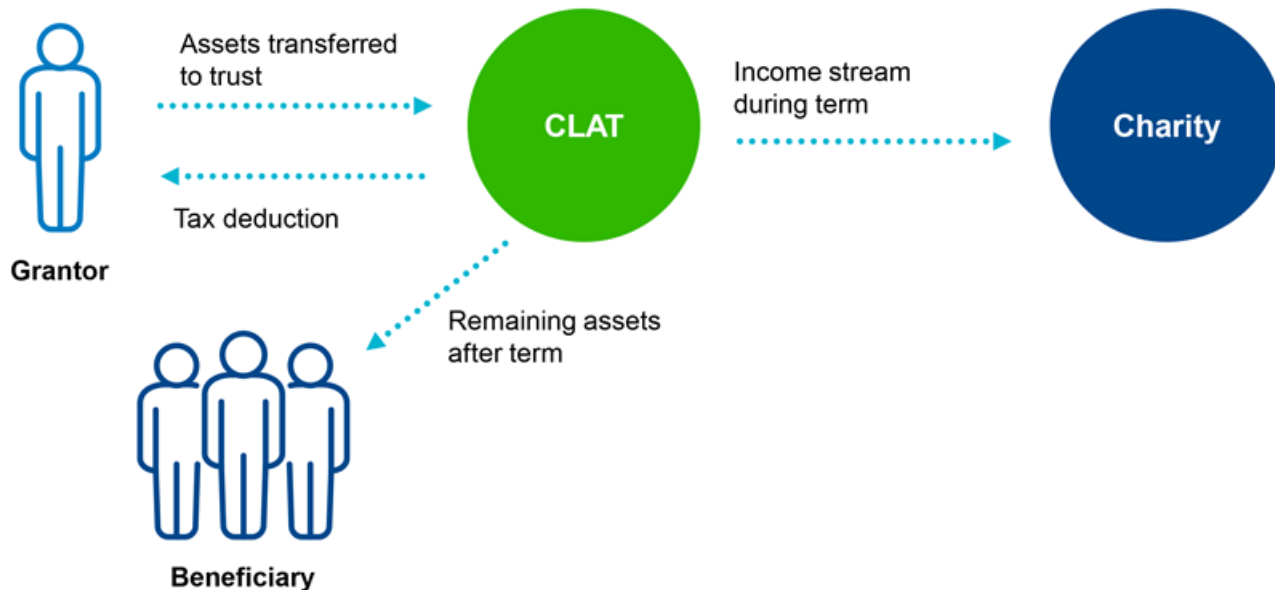 Assets transferred
to trust
Tax deduction
Grantor
CLAT
Income stream
during term
Charity
Remaining assets
after term
Beneficiary